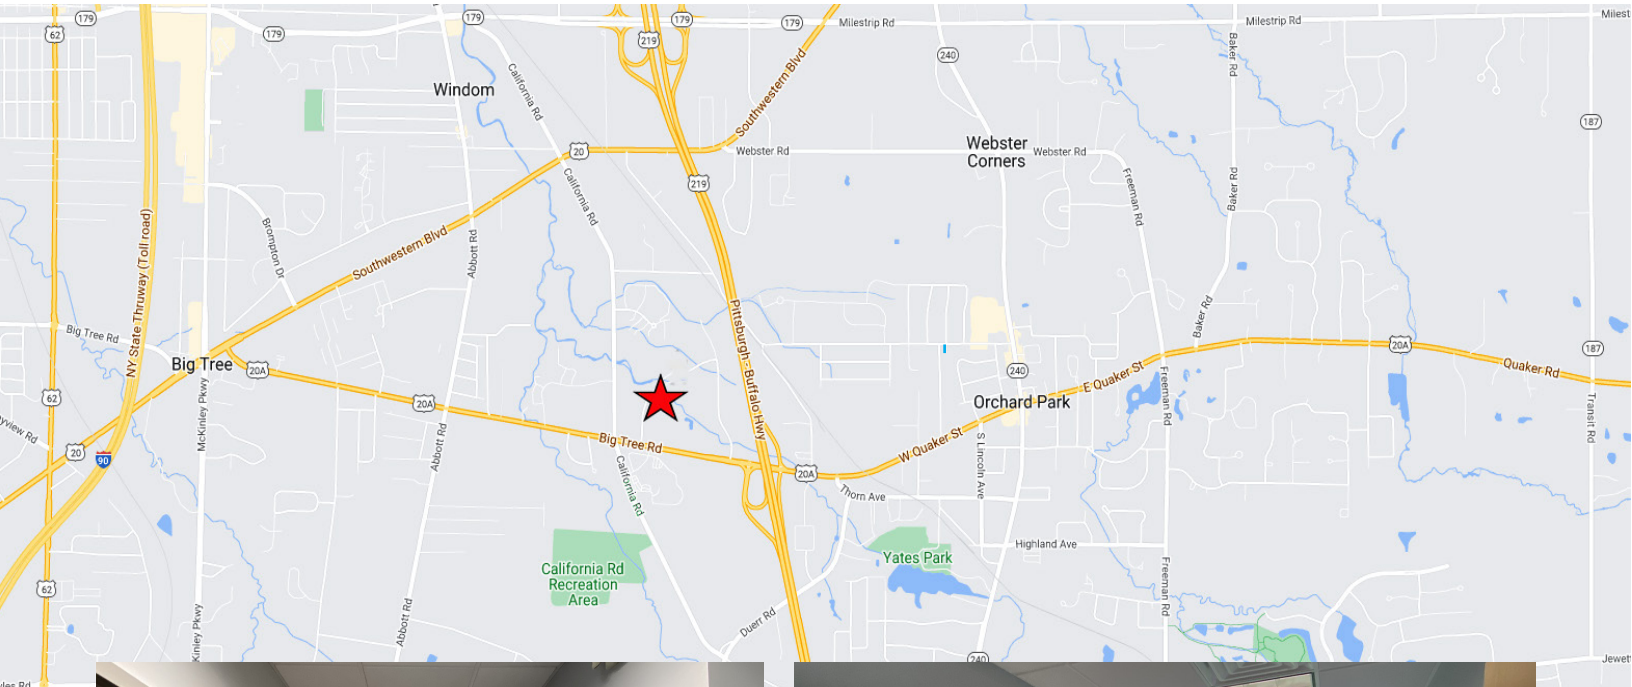 179
179
179
179
Milestrip Rd
Milestrip Rd
Milest
62
179
219
240
Baker Rd
California Rd
Southwestern Blvd
Windom
187
20
Webster Rd
Webster
Corners
Webster Rd
219
California Rd
Freeman Rd
Baker Rd
NY State Thruway (Toll road)
Brompton Dr
Southwestern Blvd
Abbott Rd
Baker Rd
Pittsburgh - Buffalo Hwy
Big Tree Rd
Big Tree
20A
240
20A
187
Quaker Rd
E Quaker St
Orchard Park
62
McKinley Pkwy
20A
Abbott Rd
Big Tree Rd
W Quaker St
S Lincoln Ave
Freeman Rd
Transit Rd
yview Rd
20
90
California Rd
20A
Thorn Ave
Highland Ave
Yates Park
California Rd
Recreation
Area
62
Freeman Rd
Kinley Pkwy
Abbott Rd
Duerr Rd
240
Jewett
les Rd